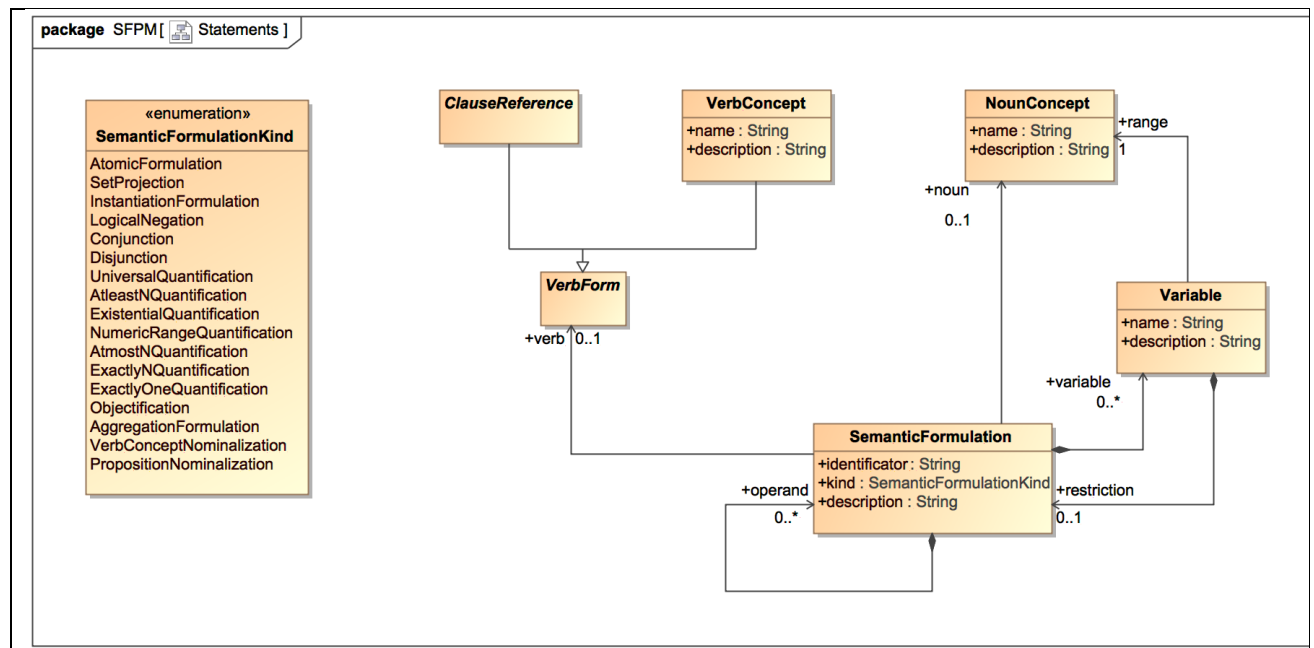 package SFPM[ Statements ]
«enumeration»
SemanticFormulationKind
AtomicFormulation
SetProjection
InstantiationFormulation
LogicalNegation
Conjunction
Disjunction
UniversalQuantification
AtleastNQuantification
ExistentialQuantification
NumericRangeQuantification
AtmostNQuantification
ExactlyNQuantification
ExactlyOneQuantification
Objectification
AggregationFormulation
VerbConceptNominalization
PropositionNominalization
ClauseReference
VerbConcept
+name : String
+description : String
NounConcept
+name : String
+description : String
+range
1
+noun
0..1
VerbForm
+verb 0..1
Variable
+name : String
+description : String
+variable
0..*
SemanticFormulation
+identificator : String
+kind : SemanticFormulationKind
+description : String
+operand
0..*
+restriction
0..1